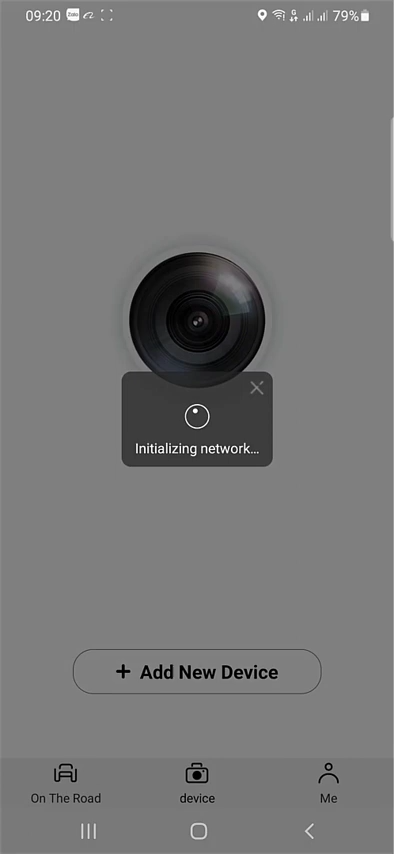 09:20 79%
Initializing network...
+ Add New Device
On The Road device Me